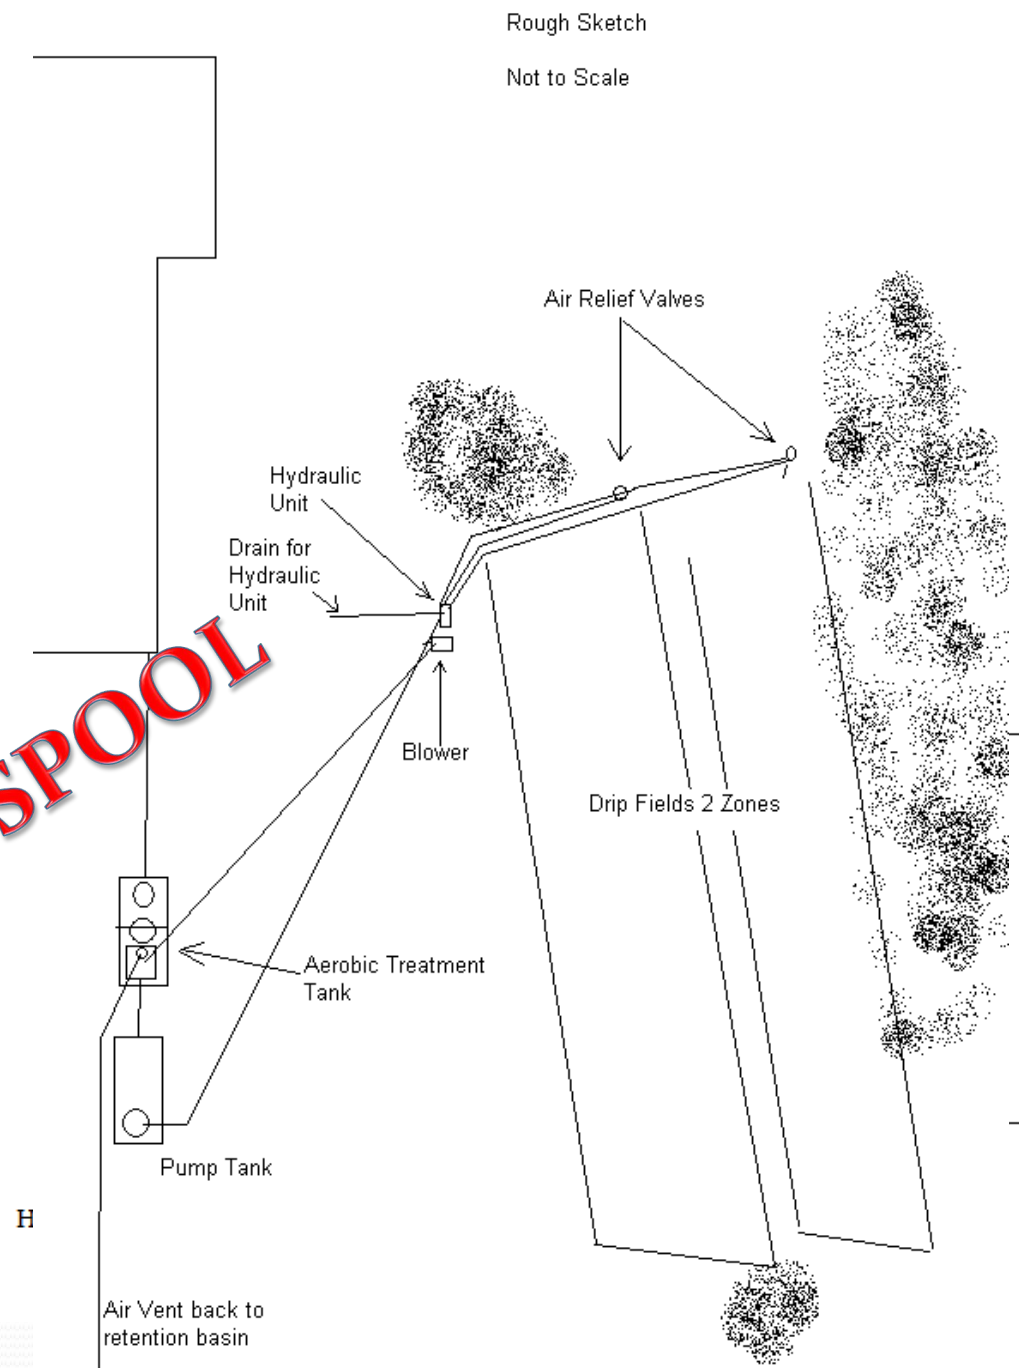 Rough Sketch
Not to Scale
Air Relief Valves
Hydraulic
Unit
Drain for
Hydraulic
Unit
SPOOL
Blower
Drip Fields 2 Zones
Aerobic Treatment
Tank
Pump Tank
H
Air Vent back to
retention basin